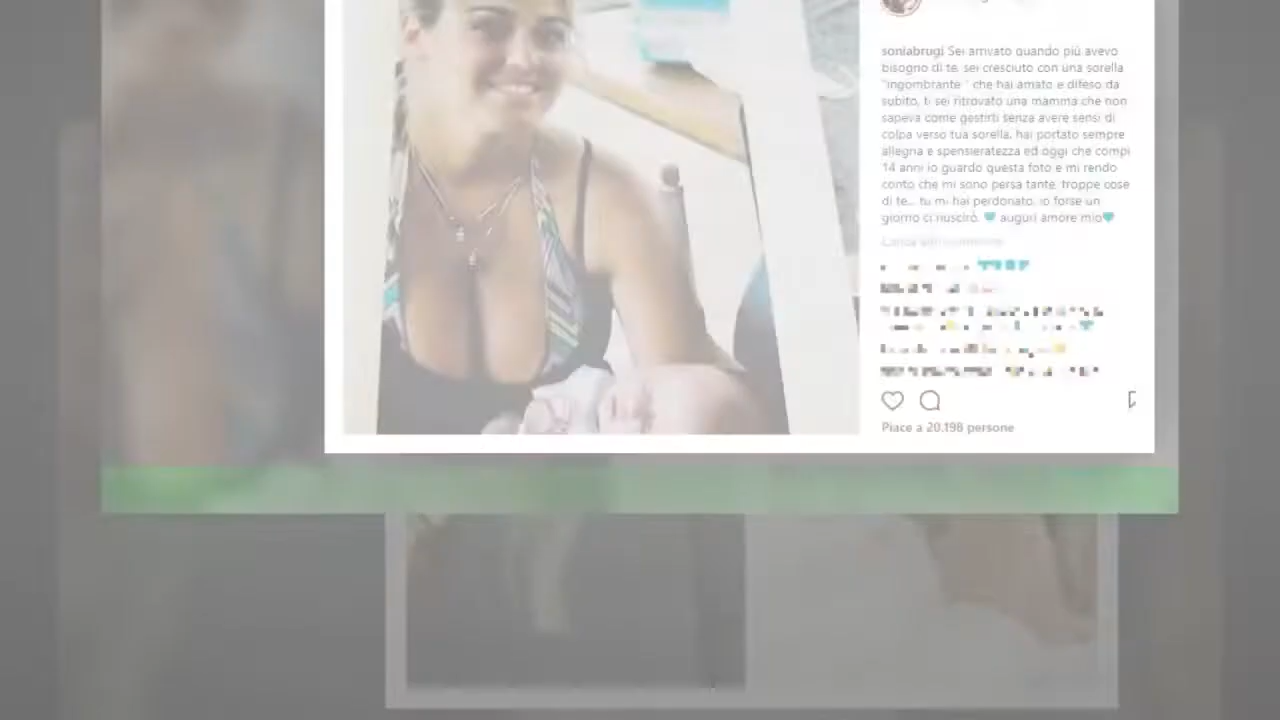 soniabrugi Sei arrivato quando più avevo
bisogno di te, sei cresciuto con una sorella
"ingombrante " che hai amato e difeso da
subito, ti sei ritrovato una mamma che non
sapeva come gestirti senza avere sensi di
colpa verso tua sorella, hai portato sempre
allegria e spensieratezza ed oggi che compi
14 anni io guardo questa foto e mi rendo
conto che mi sono persa tante, troppe cose
di te... tu mi hai perdonato, io forse un
giorno ci riuscirò. 💙 auguri amore mio💙
Piace a 20.198 persone